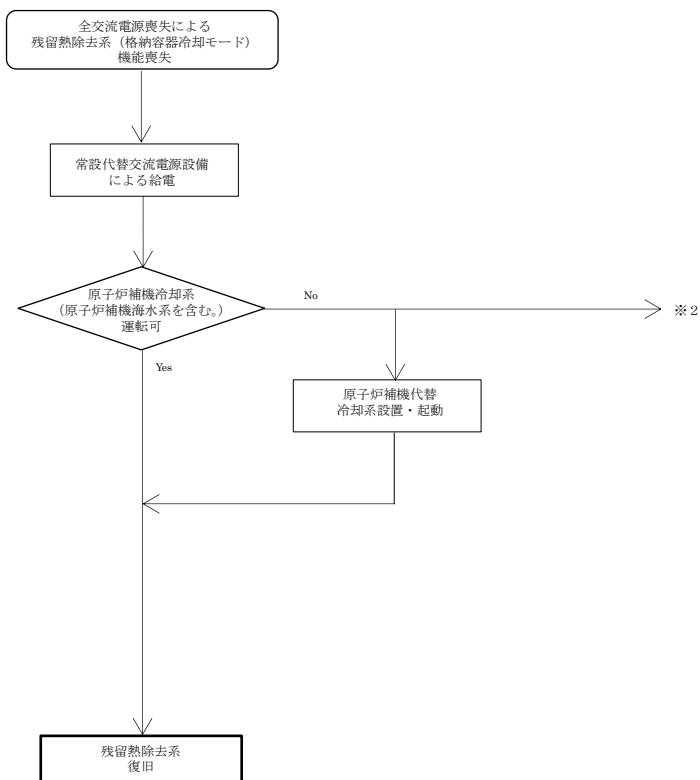 全交流電源喪失による
残留熱除去系（格納容器冷却モード）
機能喪失
常設代替交流電源設備
による給電
原子炉補機冷却系
（原子炉補機海水系を含む。）
運転可
No
※２
Yes
原子炉補機代替
冷却系設置・起動
残留熱除去系
復旧